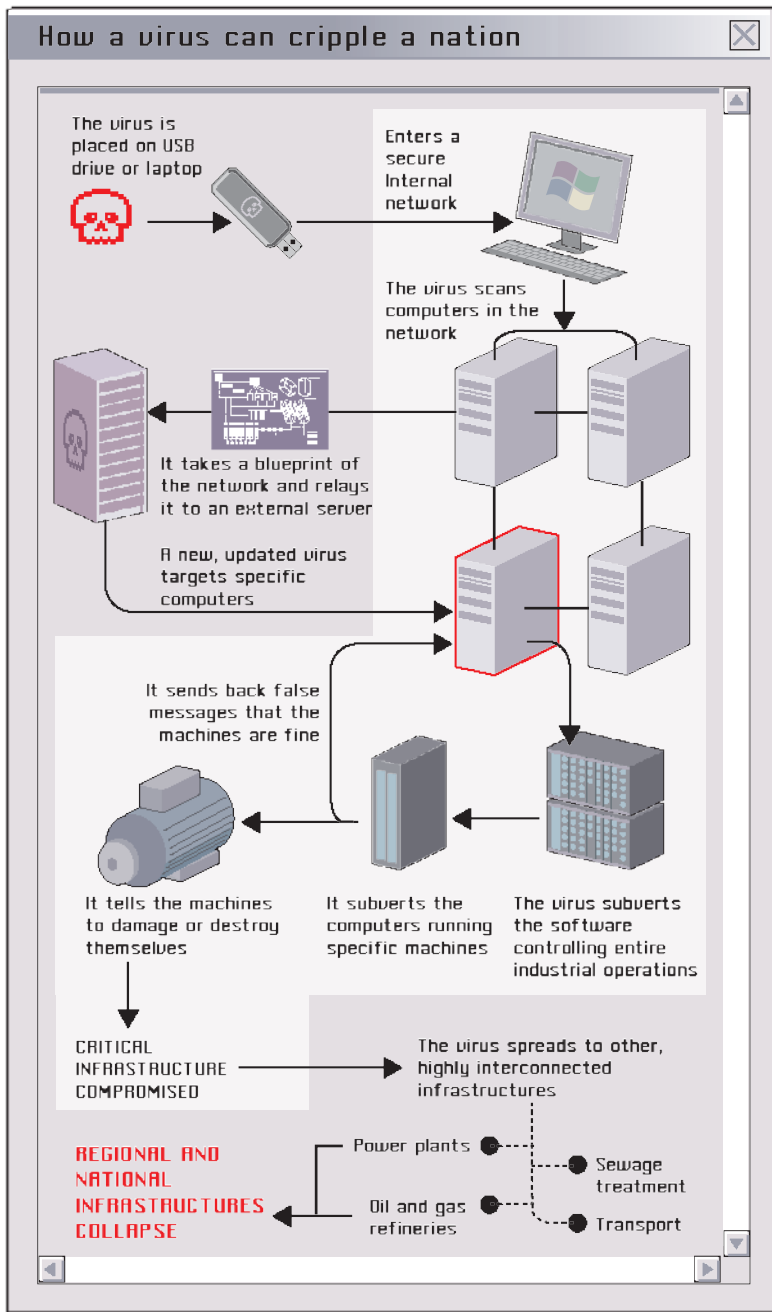 How a virus can cripple a nation
The virus is
placed on USB
drive or laptop
Enters a
secure
Internal
network
The virus scans
computers in the
network
It takes a blueprint of
the network and relays
it to an external server
A new, updated virus
targets specific
computers
It sends back false
messages that the
machines are fine
The virus subverts
the software
controlling entire
industrial operations
It subverts the
computers running
specific machines
It tells the machines
to damage or destroy
themselves
CRITICAL
INFRASTRUCTURE
COMPROMISED
The virus spreads to other,
highly interconnected
infrastructures
Power plants
Sewage
treatment
Oil and gas
refineries
Transport
REGIONAL AND
NATIONAL
INFRASTRUCTURES
COLLAPSE